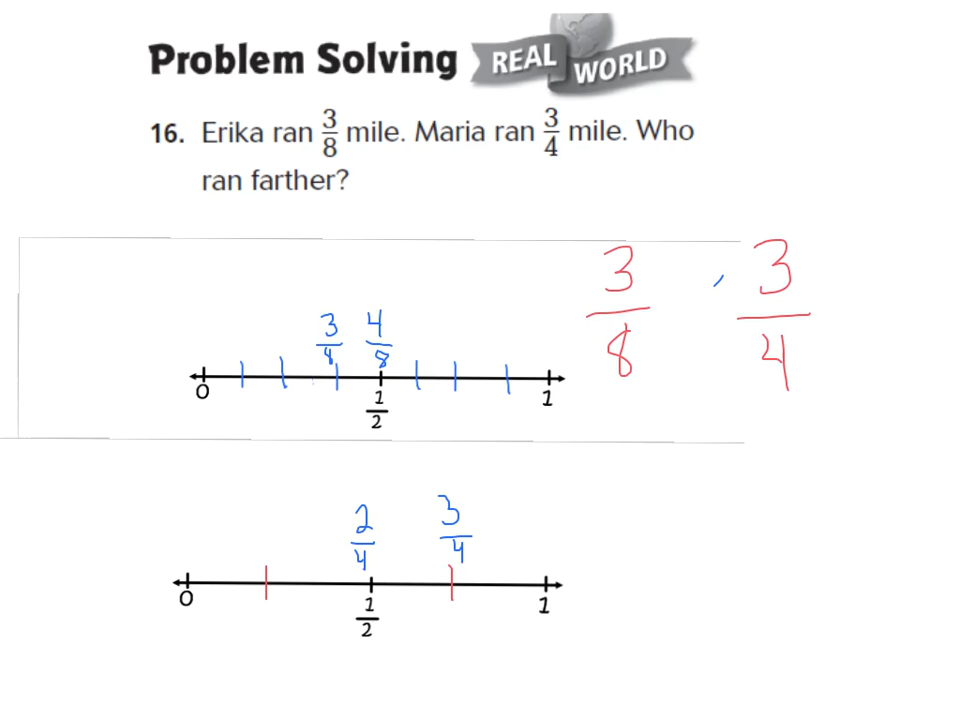 Problem Solving REAL WORLD
16. Erika ran 3/8 mile. Maria ran 3/4 mile. Who
ran farther?
3/8 , 3/4
3/8 4/8
0 1/2 1
2/4 3/4
0 1/2 1